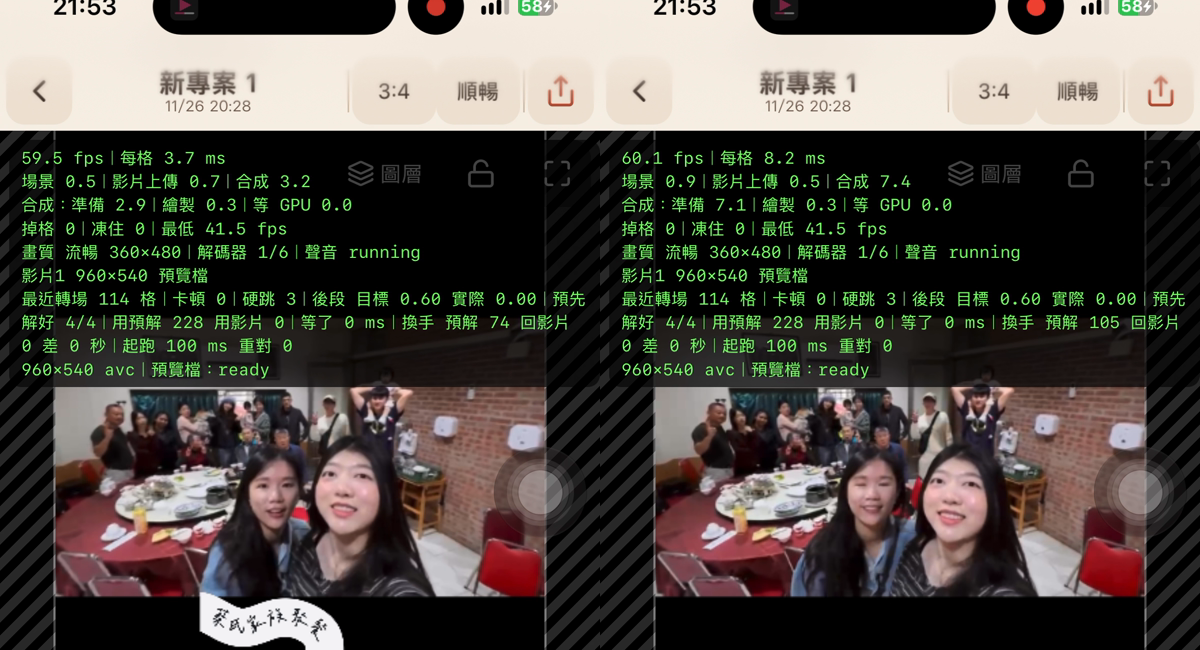 21:53
58
新專案 1
11/26 20:28
3:4
順暢
59.5 fps|每格 3.7 ms
場景 0.5|影片上傳 0.7|合成 3.2
圖層
合成：準備 2.9|繪製 0.3|等 GPU 0.0
掉格 0|凍住 0|最低 41.5 fps
畫質 流暢 360×480|解碼器 1/6|聲音 running
影片1 960×540 預覽檔
最近轉場 114 格|卡頓 0|硬跳 3|後段 目標 0.60 實際 0.00|預先
解好 4/4|用預解 228 用影片 0|等了 0 ms|換手 預解 74 回影片
0 差 0 秒|起跑 100 ms 重對 0
960×540 avc|預覽檔：ready
21:53
58
新專案 1
11/26 20:28
3:4
順暢
60.1 fps|每格 8.2 ms
場景 0.9|影片上傳 0.5|合成 7.4
圖層
合成：準備 7.1|繪製 0.3|等 GPU 0.0
掉格 0|凍住 0|最低 41.5 fps
畫質 流暢 360×480|解碼器 1/6|聲音 running
影片1 960×540 預覽檔
最近轉場 114 格|卡頓 0|硬跳 3|後段 目標 0.60 實際 0.00|預先
解好 4/4|用預解 228 用影片 0|等了 0 ms|換手 預解 105 回影片
0 差 0 秒|起跑 100 ms 重對 0
960×540 avc|預覽檔：ready